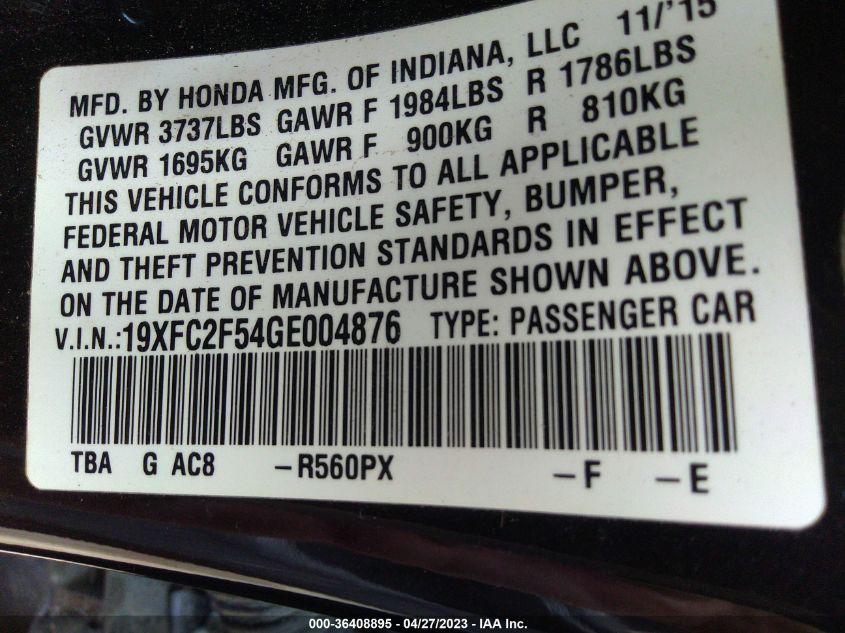 MFD. BY HONDA MFG. OF INDIANA, LLC 11/'15
GVWR 3737LBS GAWR F 1984LBS R 1786LBS
GVWR 1695KG GAWR F 900KG R 810KG
THIS VEHICLE CONFORMS TO ALL APPLICABLE
FEDERAL MOTOR VEHICLE SAFETY, BUMPER,
AND THEFT PREVENTION STANDARDS IN EFFECT
ON THE DATE OF MANUFACTURE SHOWN ABOVE.
V.I.N.:19XFC2F54GE004876 TYPE: PASSENGER CAR
TBA G AC8 -R560PX -F -E
000-36408895 - 04/27/2023 - IAA Inc.